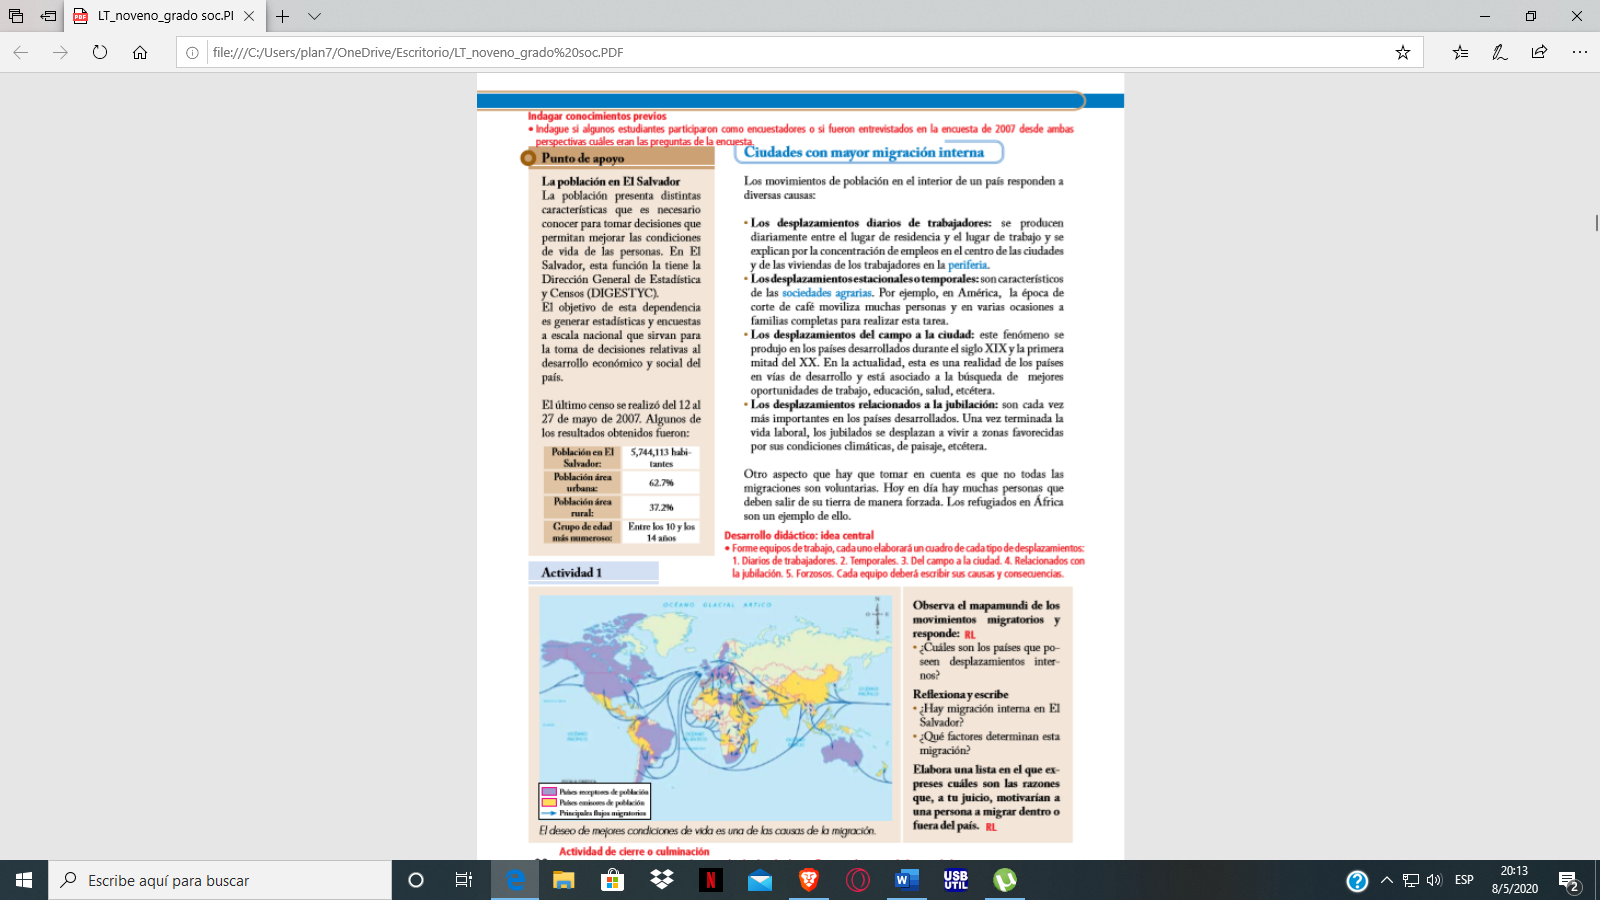 LT_noveno_grado soc.PI
file:///C:/Users/plan7/OneDrive/Escritorio/LT_noveno_grado%20soc.PDF
Indagar conocimientos previos
• Indague si algunos estudiantes participaron como encuestadores o si fueron entrevistados en la encuesta de 2007 desde ambas
perspectivas cuáles eran las preguntas de la encuesta.
Punto de apoyo
La población en El Salvador
La población presenta distintas
características que es necesario
conocer para tomar decisiones que
permitan mejorar las condiciones
de vida de las personas. En El
Salvador, esta función la tiene la
Dirección General de Estadística
y Censos (DIGESTYC).
El objetivo de esta dependencia
es generar estadísticas y encuestas
a escala nacional que sirvan para
la toma de decisiones relativas al
desarrollo económico y social del
país.
El último censo se realizó del 12 al
27 de mayo de 2007. Algunos de
los resultados obtenidos fueron:
Población en El
Salvador:
5,744,113 habi-
tantes
Población área
urbana:
62.7%
Población área
rural:
37.2%
Grupo de edad
más numeroso:
Entre los 10 y los
14 años
Ciudades con mayor migración interna
Los movimientos de población en el interior de un país responden a
diversas causas:
• Los desplazamientos diarios de trabajadores: se producen
diariamente entre el lugar de residencia y el lugar de trabajo y se
explican por la concentración de empleos en el centro de las ciudades
y de las viviendas de los trabajadores en la periferia.
• Los desplazamientos estacionales o temporales: son característicos
de las sociedades agrarias. Por ejemplo, en América, la época de
corte de café moviliza muchas personas y en varias ocasiones a
familias completas para realizar esta tarea.
• Los desplazamientos del campo a la ciudad: este fenómeno se
produjo en los países desarrollados durante el siglo XIX y la primera
mitad del XX. En la actualidad, esta es una realidad de los países
en vías de desarrollo y está asociado a la búsqueda de mejores
oportunidades de trabajo, educación, salud, etcétera.
• Los desplazamientos relacionados a la jubilación: son cada vez
más importantes en los países desarrollados. Una vez terminada la
vida laboral, los jubilados se desplazan a vivir a zonas favorecidas
por sus condiciones climáticas, de paisaje, etcétera.
Otro aspecto que hay que tomar en cuenta es que no todas las
migraciones son voluntarias. Hoy en día hay muchas personas que
deben salir de su tierra de manera forzada. Los refugiados en África
son un ejemplo de ello.
Desarrollo didáctico: idea central
• Forme equipos de trabajo, cada uno elaborará un cuadro de cada tipo de desplazamientos:
1. Diarios de trabajadores. 2. Temporales. 3. Del campo a la ciudad. 4. Relacionados con
la jubilación. 5. Forzosos. Cada equipo deberá escribir sus causas y consecuencias.
Actividad 1
OCÉANO GLACIAL ÁRTICO
N
OCÉANO
PACÍFICO
OCÉANO
ATLÁNTICO
OCÉANO
PACÍFICO
Países receptores de población
Países emisores de población
Principales flujos migratorios
El deseo de mejores condiciones de vida es una de las causas de la migración.
Observa el mapamundi de los
movimientos migratorios y
responde: RL
• ¿Cuáles son los países que po-
seen desplazamientos inter-
nos?
Reflexiona y escribe
• ¿Hay migración interna en El
Salvador?
• ¿Qué factores determinan esta
migración?
Elabora una lista en el que ex-
preses cuáles son las razones
que, a tu juicio, motivarían a
una persona a migrar dentro o
fuera del país. RL
Actividad de cierre o culminación
Escribe aquí para buscar
USB
UTIL
ESP
20:13
8/5/2020
2